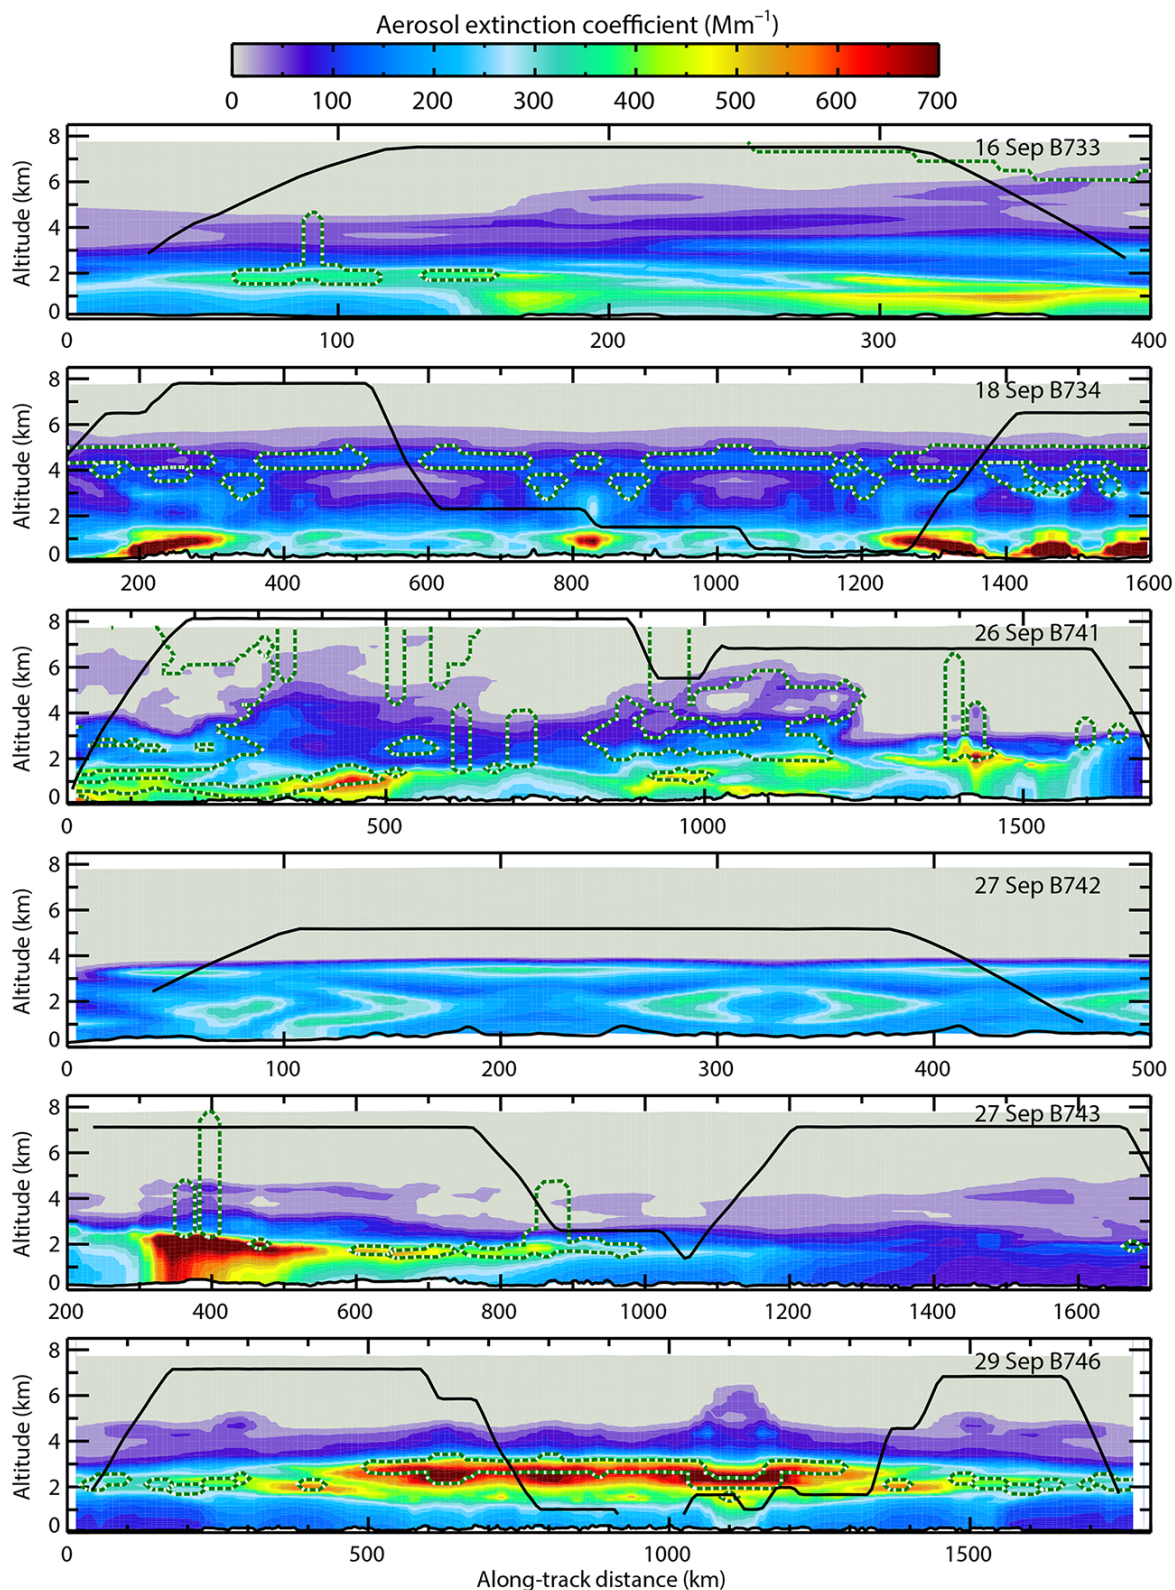 Aerosol extinction coefficient (Mm⁻¹)
0 100 200 300 400 500 600 700
Altitude (km)
8
6
4
2
0
16 Sep B733
0 100 200 300 400
Altitude (km)
8
6
4
2
0
18 Sep B734
200 400 600 800 1000 1200 1400 1600
Altitude (km)
8
6
4
2
0
26 Sep B741
0 500 1000 1500
Altitude (km)
8
6
4
2
0
27 Sep B742
0 100 200 300 400 500
Altitude (km)
8
6
4
2
0
27 Sep B743
200 400 600 800 1000 1200 1400 1600
Altitude (km)
8
6
4
2
0
29 Sep B746
0 500 1000 1500
Along-track distance (km)